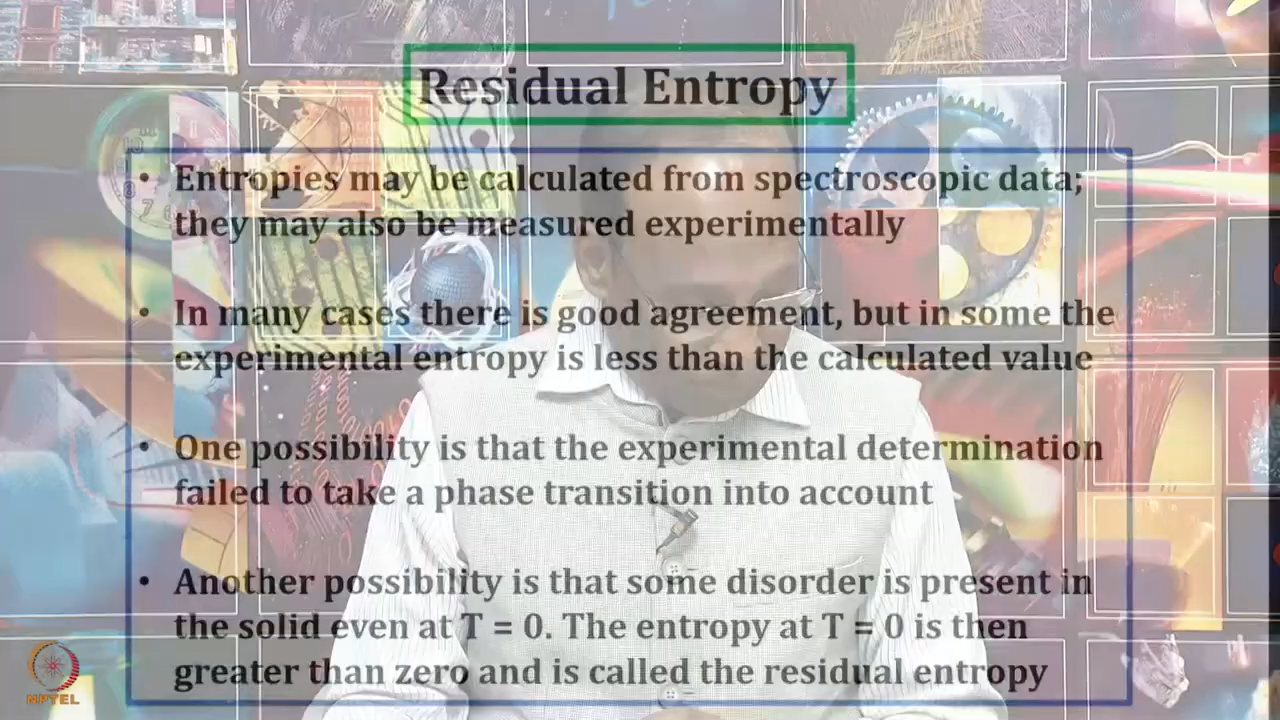 Residual Entropy
• Entropies may be calculated from spectroscopic data;
they may also be measured experimentally
• In many cases there is good agreement, but in some the
experimental entropy is less than the calculated value
• One possibility is that the experimental determination
failed to take a phase transition into account
• Another possibility is that some disorder is present in
the solid even at T = 0. The entropy at T = 0 is then
greater than zero and is called the residual entropy
NPTEL